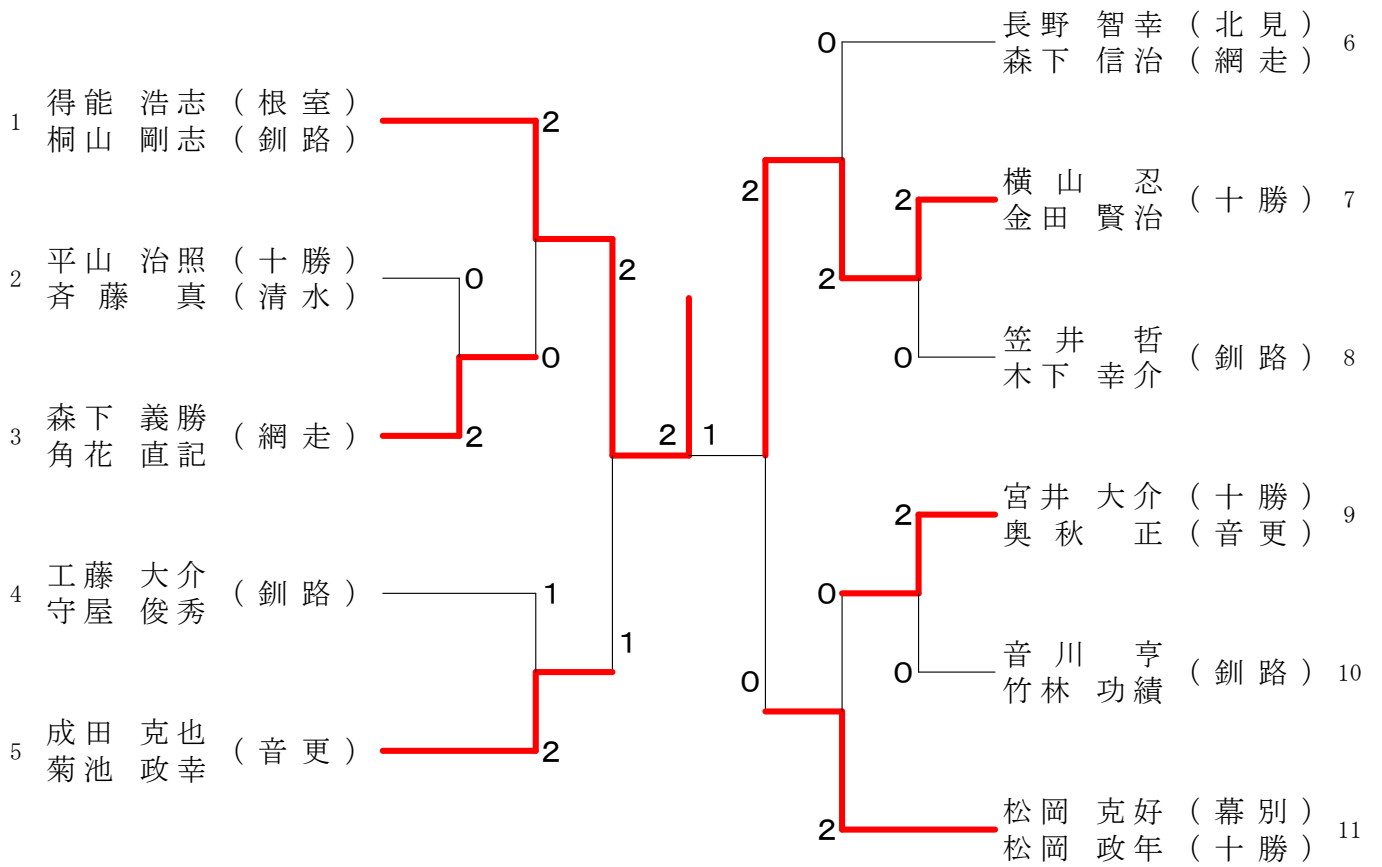 1 得能 浩志 ( 根室 )
桐山 剛志 ( 釧路 )
2
2 平山 治照 ( 十勝 )
斉藤 真 ( 清水 )
0
0
3 森下 義勝 ( 網走 )
角花 直記
2
2
4 工藤 大介 ( 釧路 )
守屋 俊秀
1
1
5 成田 克也 ( 音更 )
菊池 政幸
2
2 1
長野 智幸 ( 北見 ) 6
森下 信治 ( 網走 )
0
横山 忍 ( 十勝 ) 7
金田 賢治
2
2
2
笠井 哲 ( 釧路 ) 8
木下 幸介
0
宮井 大介 ( 十勝 ) 9
奥秋 正 ( 音更 )
2
0
音川 亨 ( 釧路 ) 10
竹林 功績
0
0
松岡 克好 ( 幕別 ) 11
松岡 政年 ( 十勝 )
2